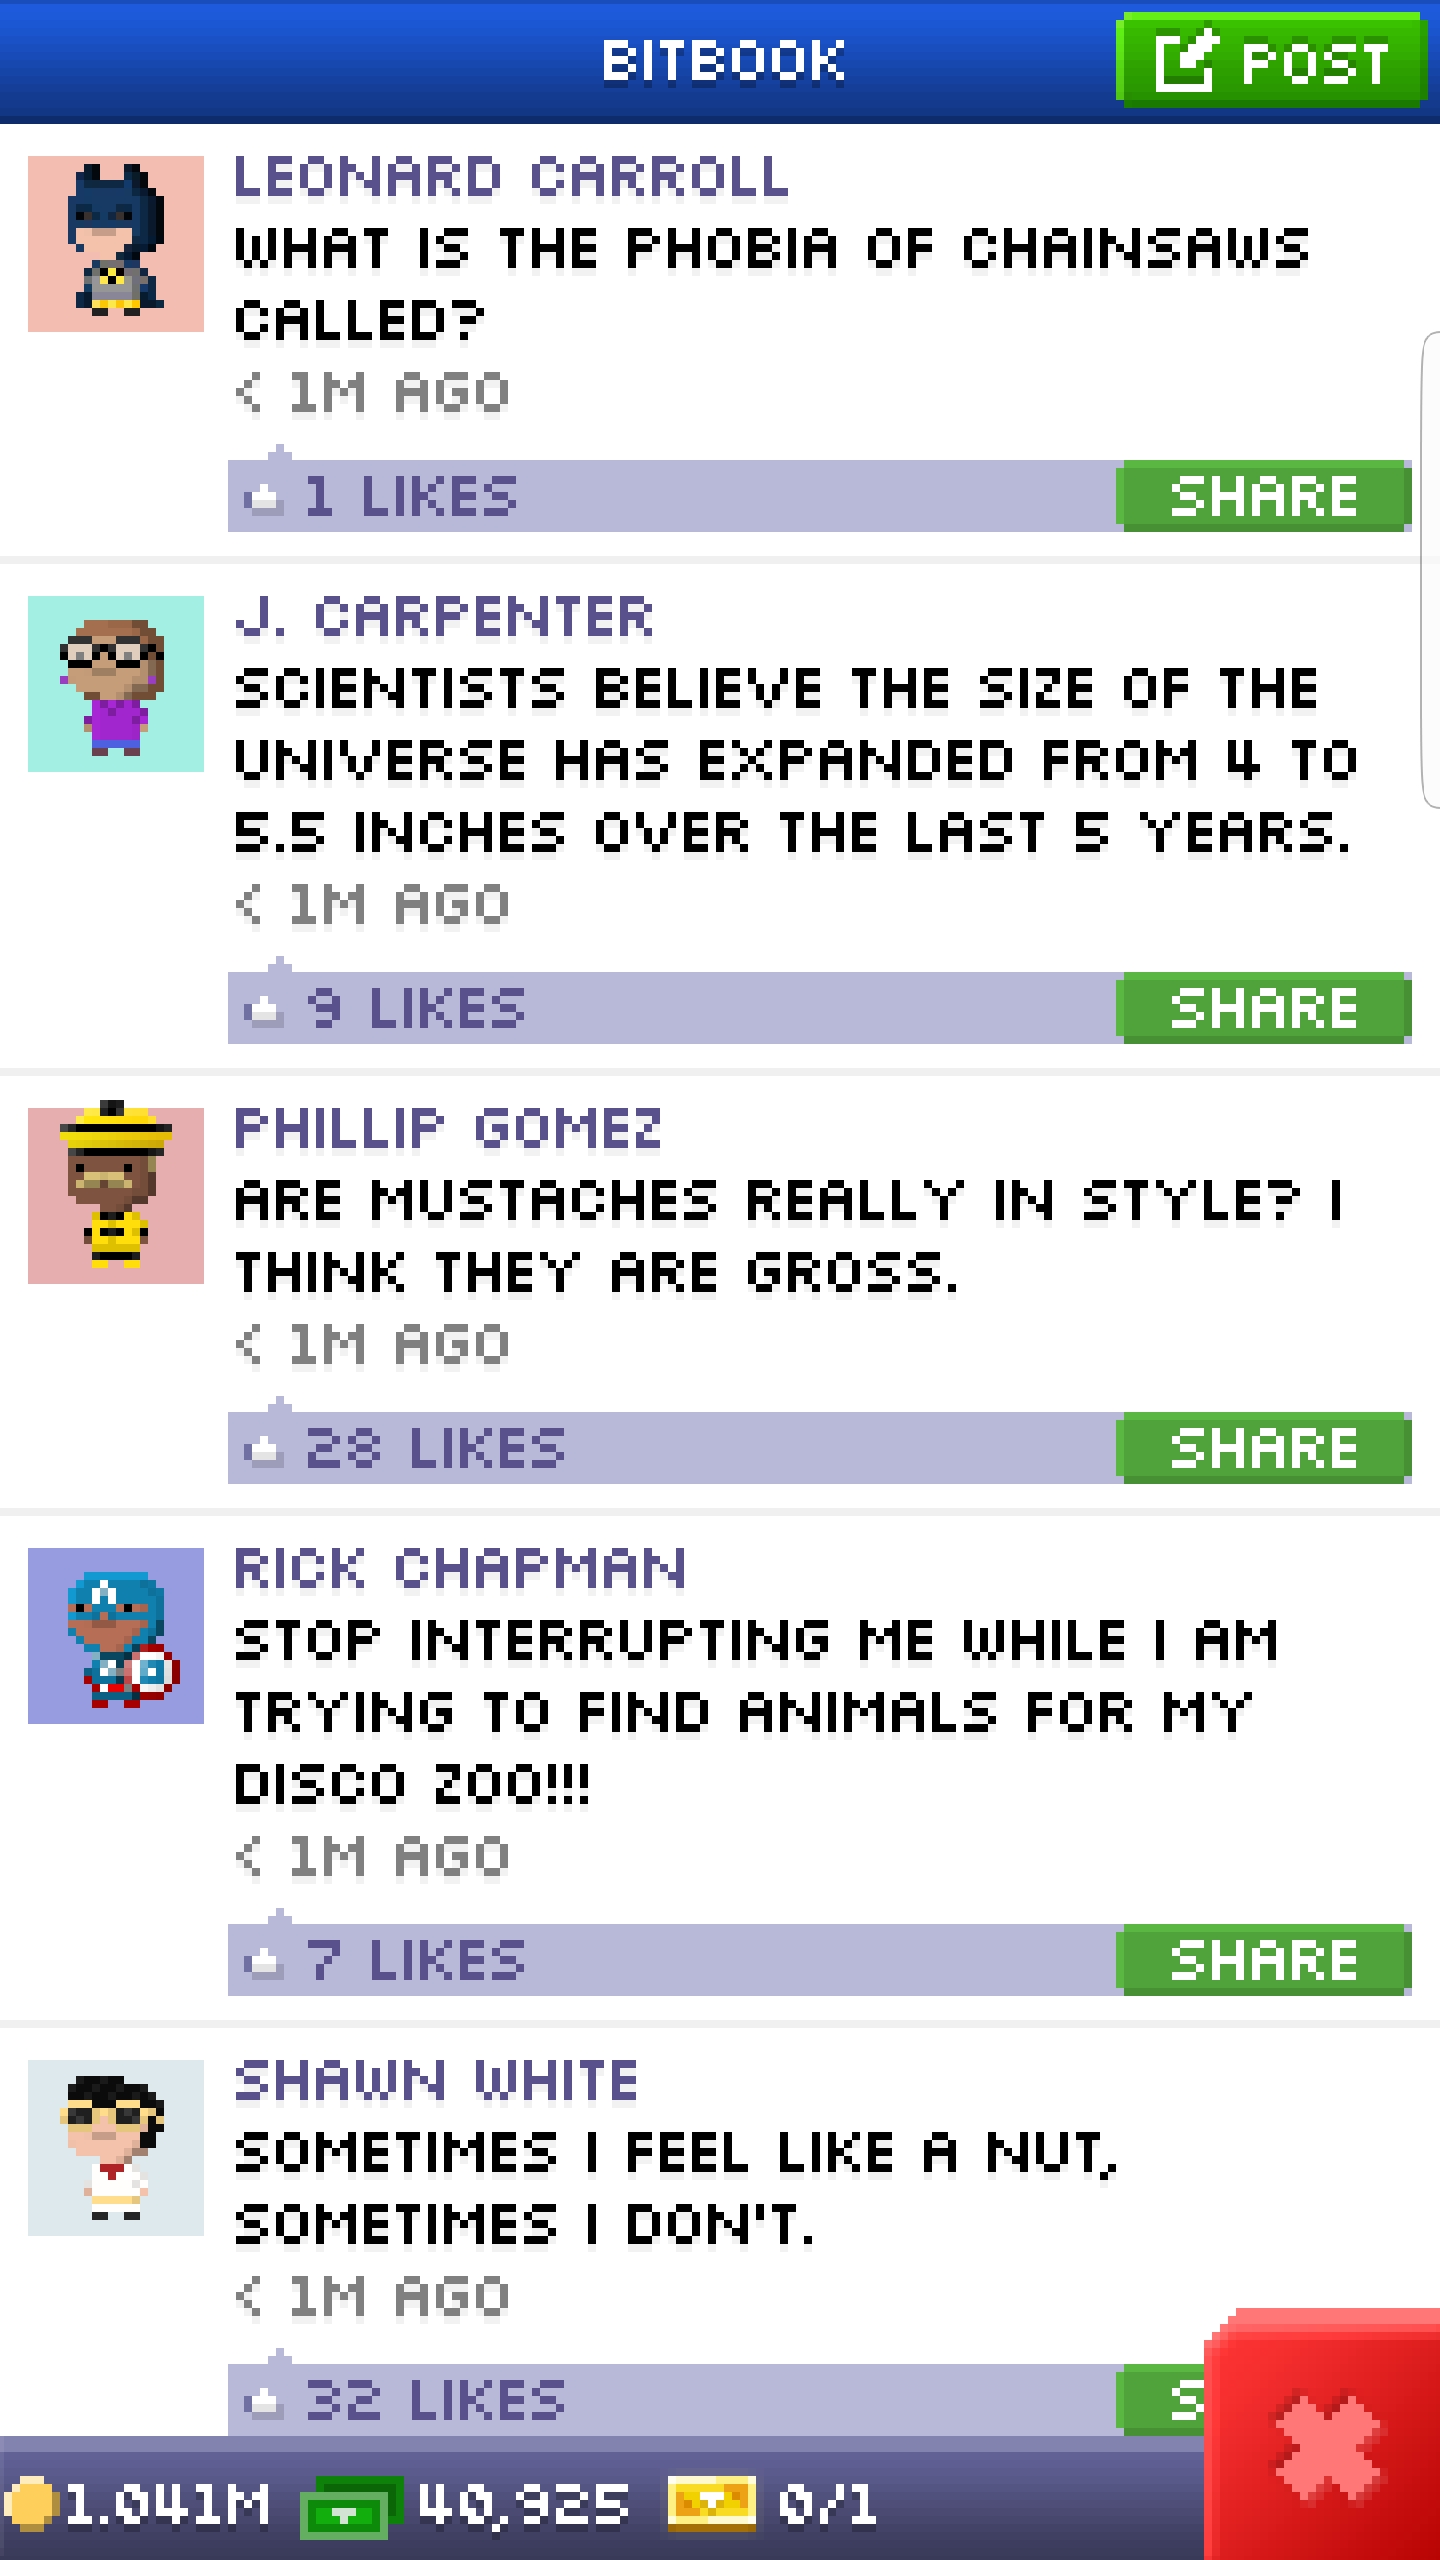 BITBOOK
POST
LEONARD CARROLL
WHAT IS THE PHOBIA OF CHAINSAWS
CALLED?
< 1M AGO
1 LIKES
SHARE
J. CARPENTER
SCIENTISTS BELIEVE THE SIZE OF THE
UNIVERSE HAS EXPANDED FROM 4 TO
5.5 INCHES OVER THE LAST 5 YEARS.
< 1M AGO
9 LIKES
SHARE
PHILLIP GOMEZ
ARE MUSTACHES REALLY IN STYLE? I
THINK THEY ARE GROSS.
< 1M AGO
28 LIKES
SHARE
RICK CHAPMAN
STOP INTERRUPTING ME WHILE I AM
TRYING TO FIND ANIMALS FOR MY
DISCO ZOO!!!
< 1M AGO
7 LIKES
SHARE
SHAWN WHITE
SOMETIMES I FEEL LIKE A NUT,
SOMETIMES I DON'T.
< 1M AGO
32 LIKES
S
1.041M 40,925 0/1